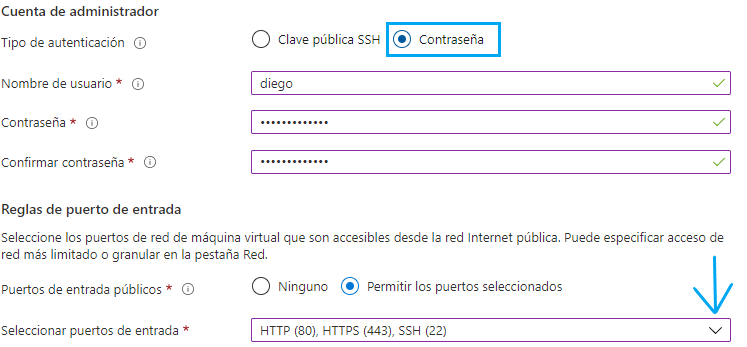 Cuenta de administrador
Tipo de autenticación Clave pública SSH Contraseña
Nombre de usuario * diego
Contraseña * •••••••••••••
Confirmar contraseña * •••••••••••••
Reglas de puerto de entrada
Seleccione los puertos de red de máquina virtual que son accesibles desde la red Internet pública. Puede especificar acceso de
red más limitado o granular en la pestaña Red.
Puertos de entrada públicos * Ninguno Permitir los puertos seleccionados
Seleccionar puertos de entrada * HTTP (80), HTTPS (443), SSH (22)